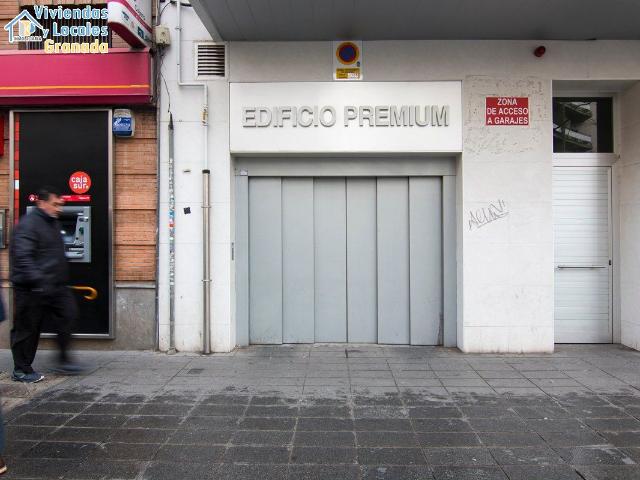 Viviendas
y Locales
Granada
EDIFICIO PREMIUM
ZONA
DE ACCESO
A GARAJES
caja
sur